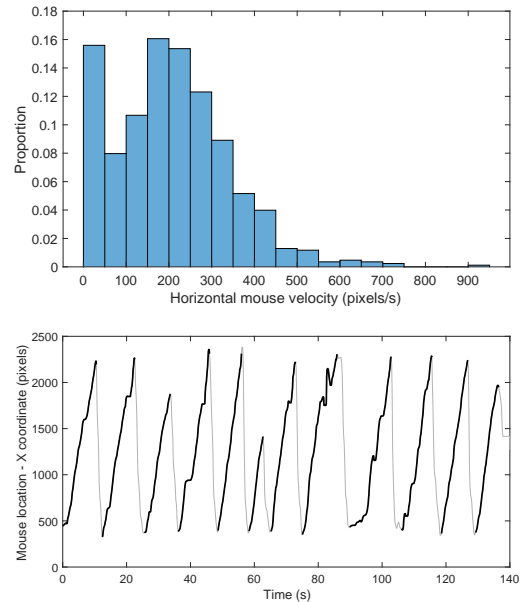 0.18
0.16
0.14
0.12
0.1
0.08
0.06
0.04
0.02
0
Proportion
0 100 200 300 400 500 600 700 800 900
Horizontal mouse velocity (pixels/s)
2500
2000
1500
1000
500
0
Mouse location - X coordinate (pixels)
0 20 40 60 80 100 120 140
Time (s)